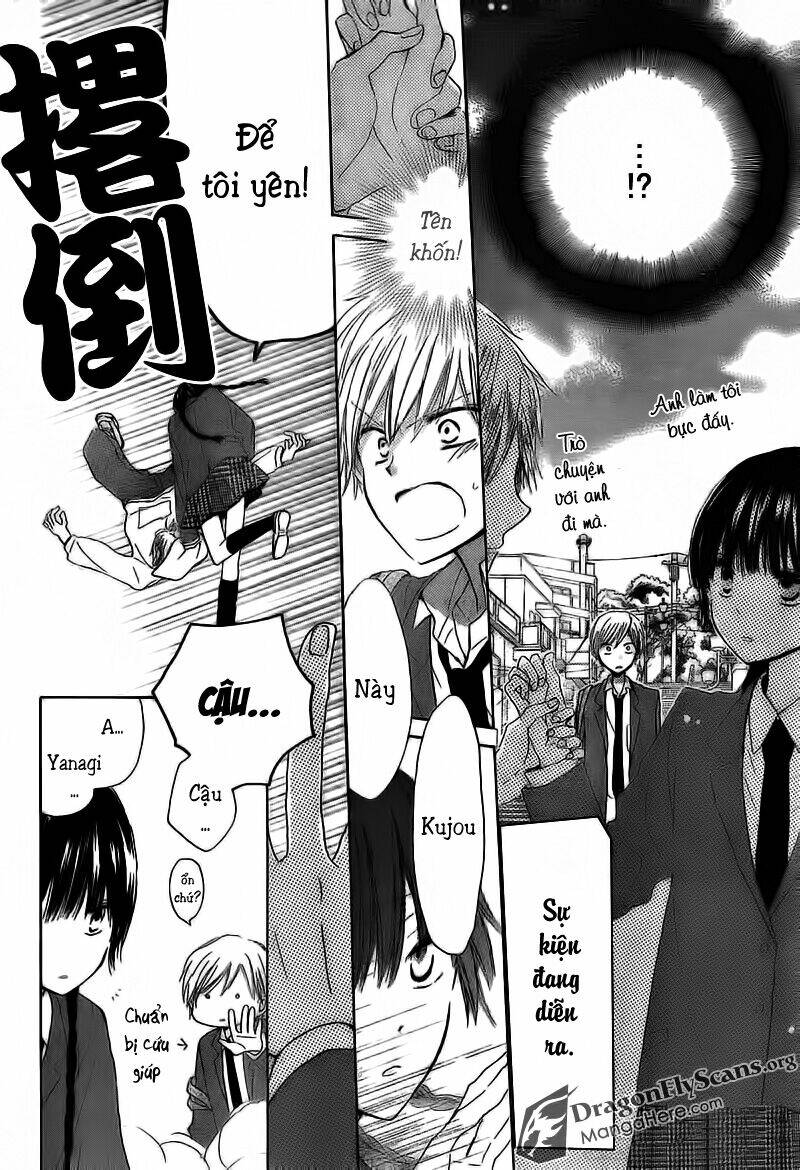 ...
!?
Anh làm tôi
bực đấy.
Trò
chuyện
với anh
đi mà.
Sự
kiện
đang
diễn
ra.
Tên
khốn!
Này
Kujou
Để
tôi yên!
撂倒
CẬU...
Cậu
...
A...
Yanagi
...
ổn
chứ?
Chuẩn
bị cứu →
giúp
DragonFlyScans.org
MangaHere.com